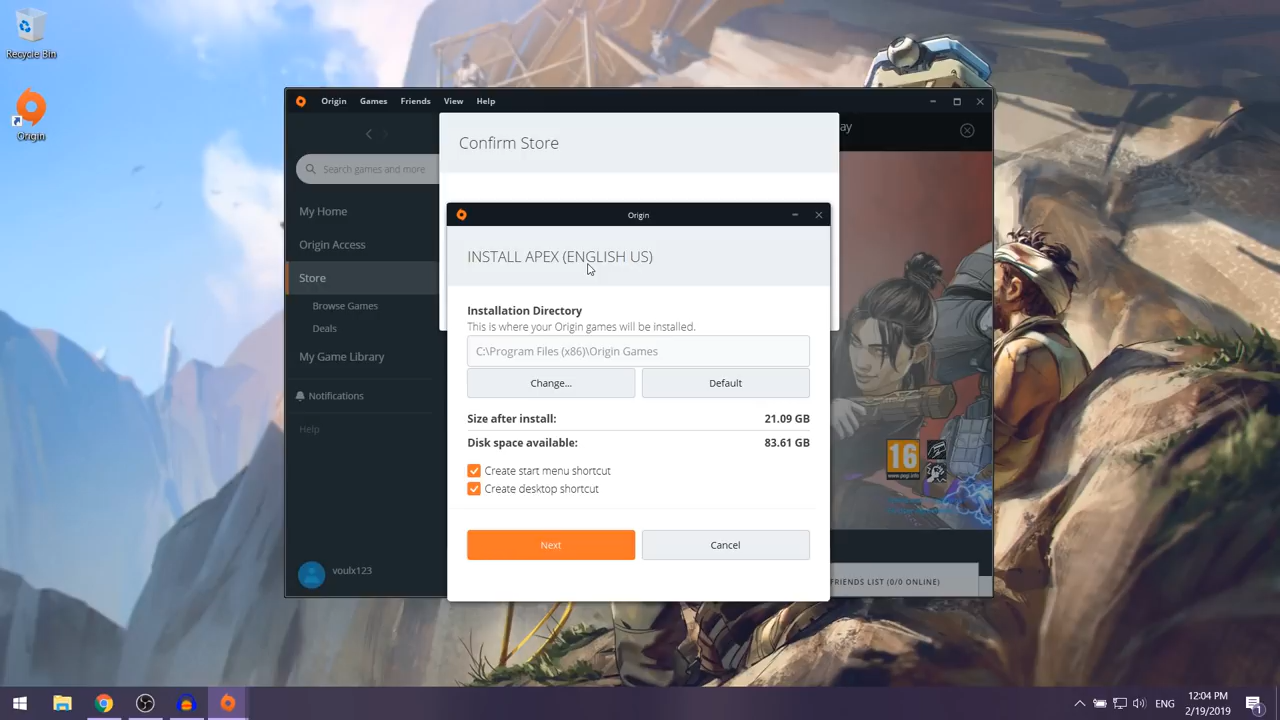 Recycle Bin
Origin
Origin Games Friends View Help
ay
Search games and more
My Home
Origin Access
Store
Browse Games
Deals
My Game Library
Notifications
Help
voulx123
Confirm Store
Origin
INSTALL APEX (ENGLISH US)
Installation Directory
This is where your Origin games will be installed.
C:\Program Files (x86)\Origin Games
Change... Default
Size after install: 21.09 GB
Disk space available: 83.61 GB
Create start menu shortcut
Create desktop shortcut
Next Cancel
16
www.pegi.info
FRIENDS LIST (0/0 ONLINE)
ENG
12:04 PM
2/19/2019
1